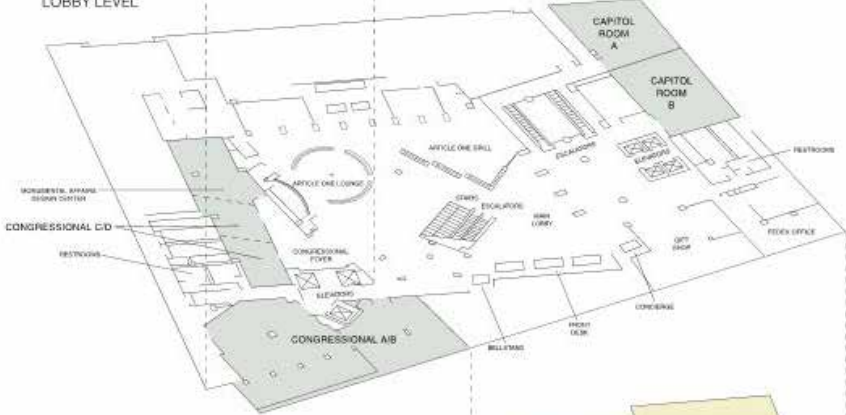 LOBBY LEVEL
CAPITOL
ROOM
A
CAPITOL
ROOM
B
RESTROOMS
ESCALATORS
ELEVATORS
ARTICLE ONE GRILL
ARTICLE ONE LOUNGE
MONUMENTAL AFFAIRS
DESIGN CENTER
CONGRESSIONAL C/D
RESTROOMS
STAIRS
ESCALATORS
MAIN
LOBBY
GIFT
SHOP
FEDEX OFFICE
CONGRESSIONAL
FOYER
ELEVATORS
CONCIERGE
FRONT
DESK
BELLSTAND
CONGRESSIONAL A/B